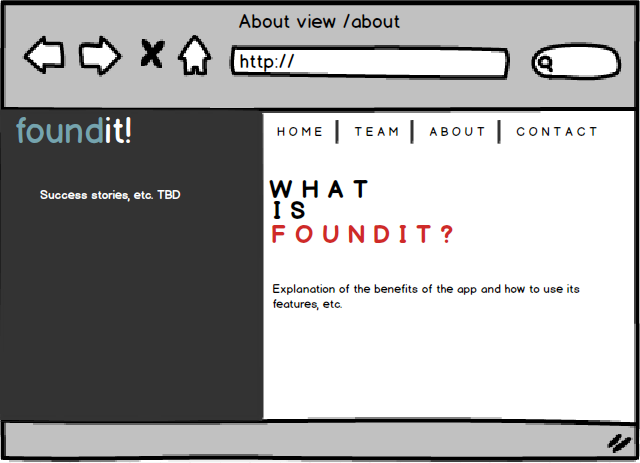 About view /about
http://
foundit!
HOME | TEAM | ABOUT | CONTACT
Success stories, etc. TBD
WHAT
IS
FOUNDIT?
Explanation of the benefits of the app and how to use its
features, etc.